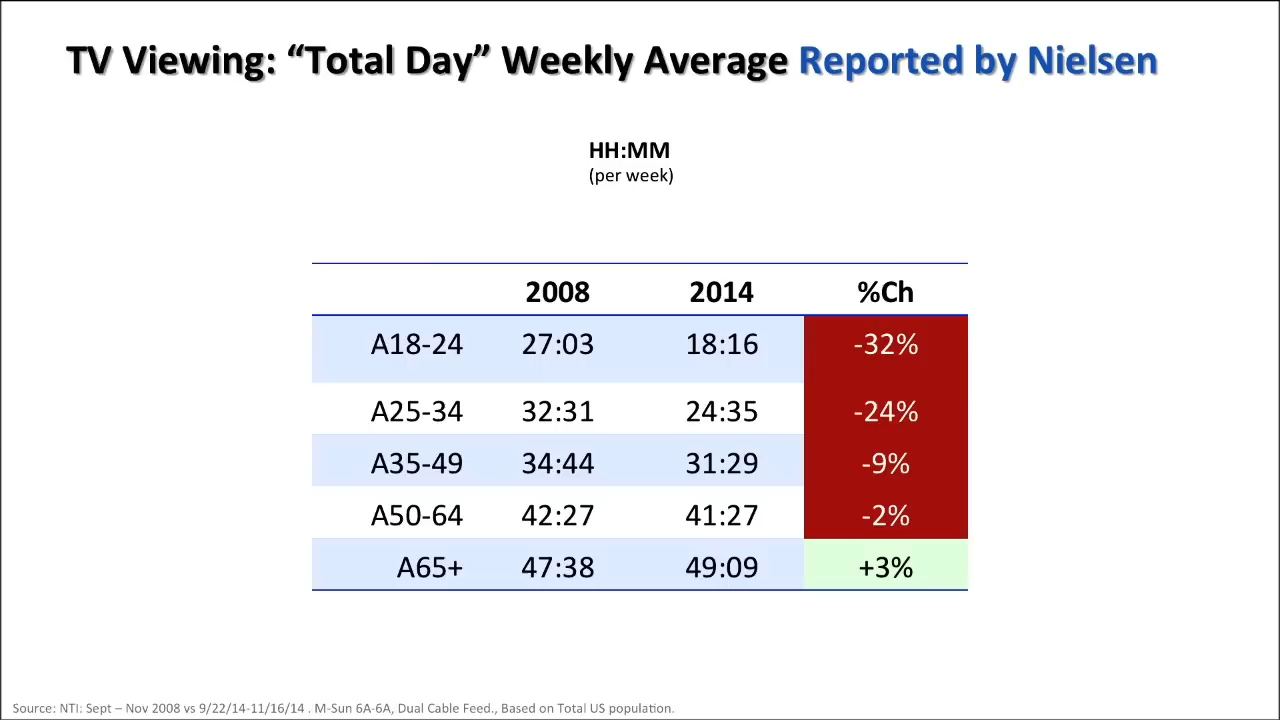 TV Viewing: “Total Day” Weekly Average Reported by Nielsen
HH:MM
(per week)
2008 2014 %Ch
A18-24 27:03 18:16 -32%
A25-34 32:31 24:35 -24%
A35-49 34:44 31:29 -9%
A50-64 42:27 41:27 -2%
A65+ 47:38 49:09 +3%
Source: NTI: Sept – Nov 2008 vs 9/22/14-11/16/14 . M-Sun 6A-6A, Dual Cable Feed., Based on Total US population.